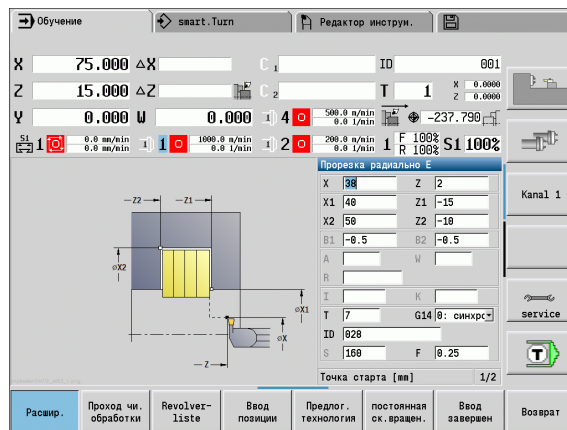 Обучение smart.Turn Редактор инструм.
X 75.000 ΔX C 1 ID 001
Z 15.000 ΔZ C 2 T 1 X 0.0000 Z 0.0000
Y 0.000 W 0.000 4 500.0 m/min 0.0 1/min -237.790
S1 1 0.0 mm/min 0.0 mm/min 1 1000.0 m/min 0.0 1/min 2 200.0 m/min 0.0 1/min 1 F 100% R 100% S1 100%
Прорезка радиально E
X 38 Z 2
X1 40 Z1 -15
X2 50 Z2 -10
B1 -0.5 B2 -0.5
A W
R
I K
T 7 G14 0: синхрс
ID 028
S 160 F 0.25
Точка старта [mm] 1/2
Z2 Z1
øX2
øX1
øX
Z
Kanal 1
service
T
Расшир.
Проход чи. обработки
Revolver-liste
Ввод позиции
Предлог. технология
постоянная ск.вращен.
Ввод завершен
Возврат